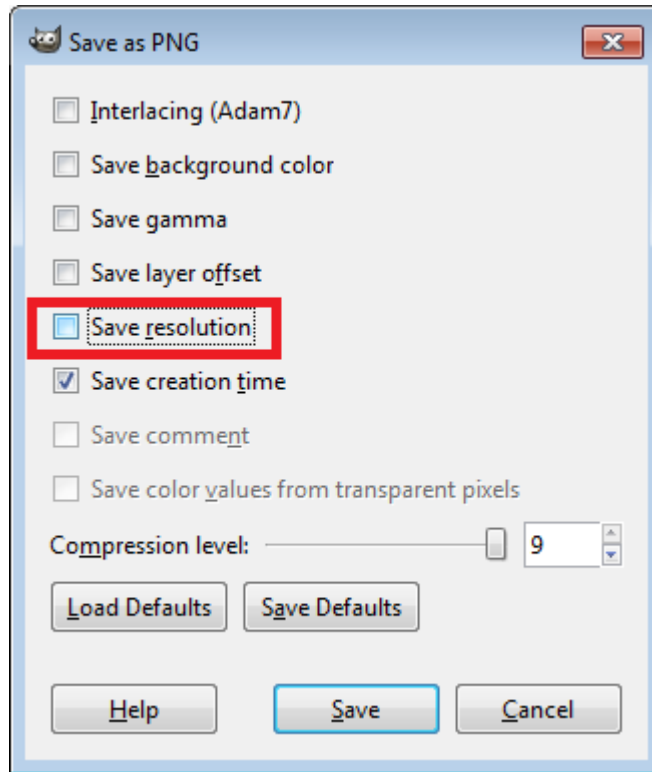 Save as PNG
Interlacing (Adam7)
Save background color
Save gamma
Save layer offset
Save resolution
Save creation time
Save comment
Save color values from transparent pixels
Compression level: 9
Load Defaults Save Defaults
Help Save Cancel